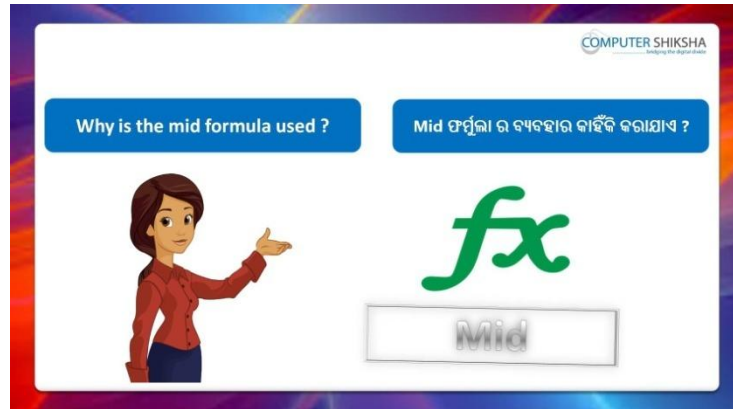 COMPUTER SHIKSHA
bridging the digital divide
Why is the mid formula used ?
Mid ଫର୍ମୁଲା ର ବ୍ୟବହାର କାହିଁକି କରାଯାଏ ?
fx
Mid